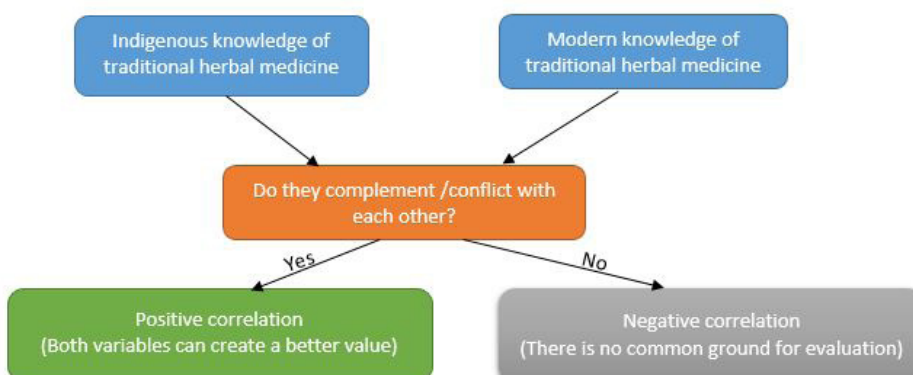 Indigenous knowledge of
traditional herbal medicine
Modern knowledge of
traditional herbal medicine
Do they complement /conflict with
each other?
Yes
No
Positive correlation
(Both variables can create a better value)
Negative correlation
(There is no common ground for evaluation)